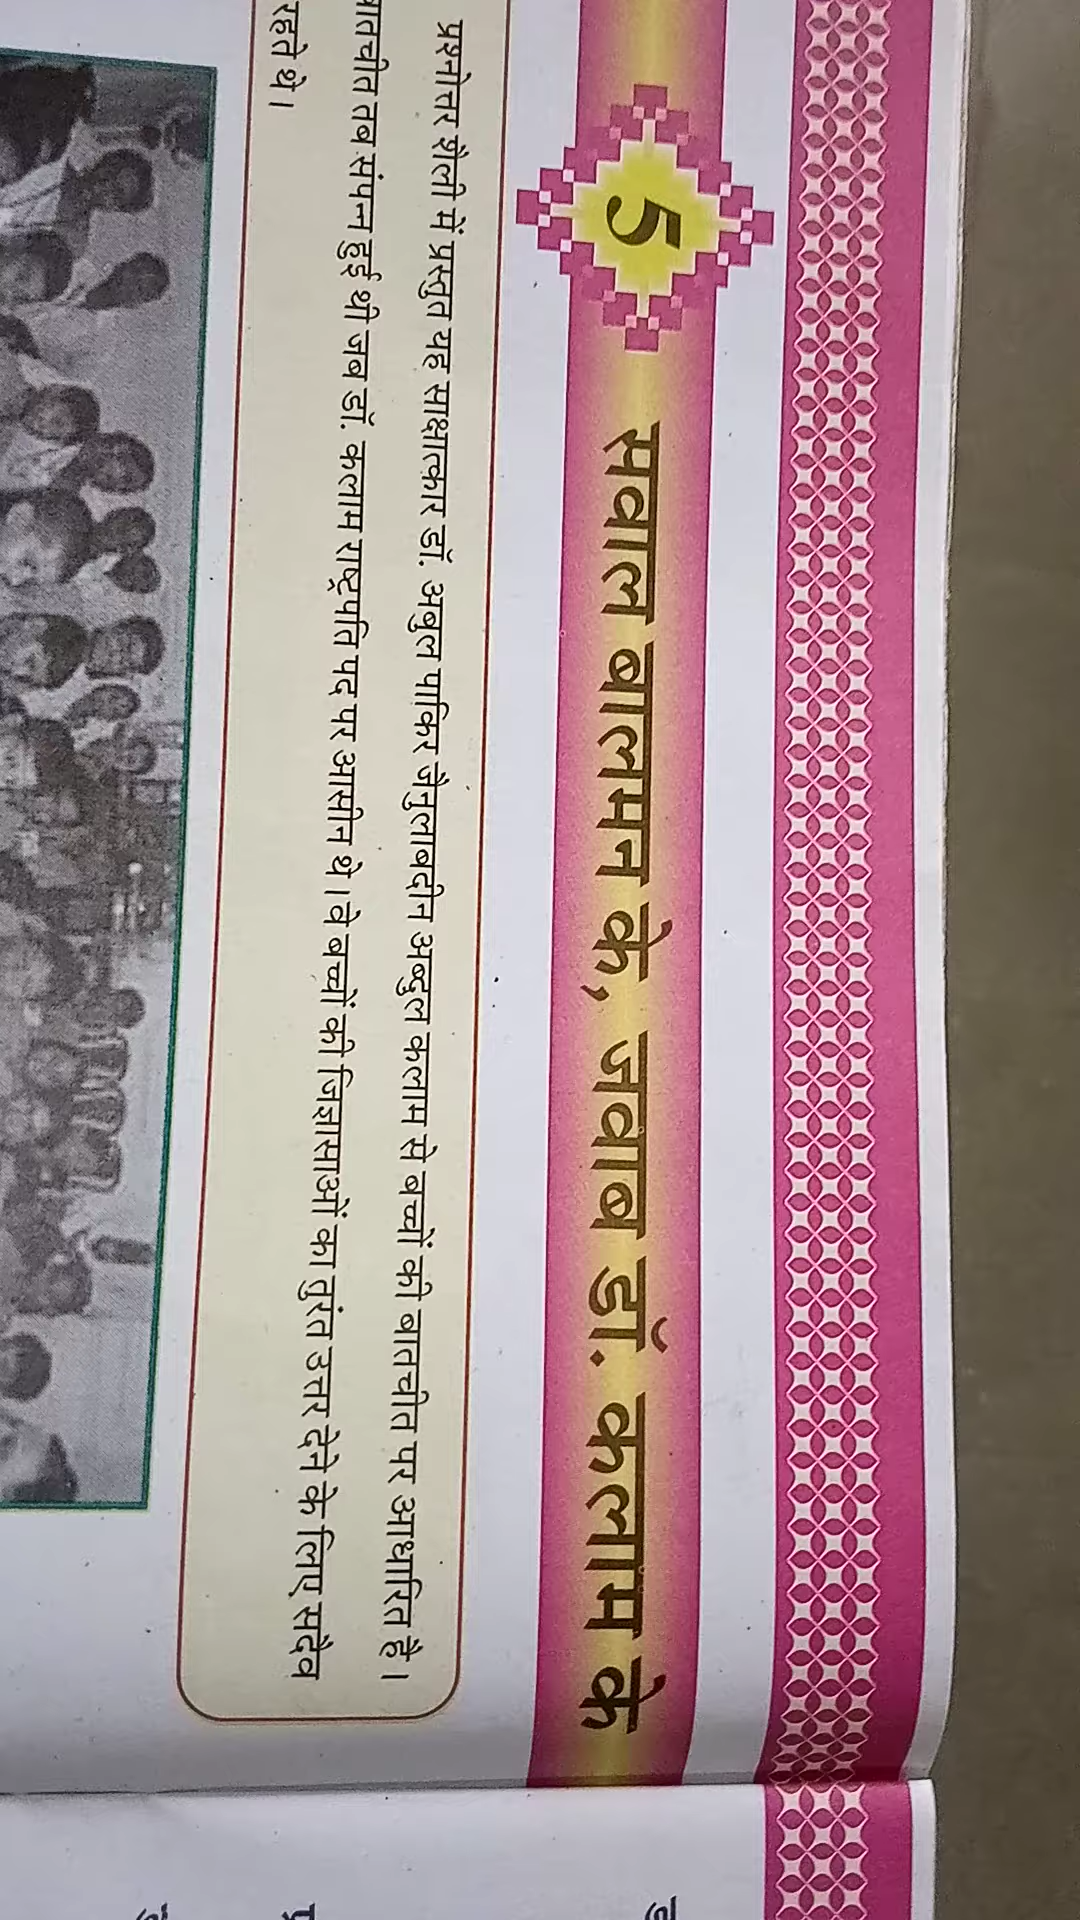 5
सवाल बालमन के, जवाब डॉ. कलाम के
प्रश्नोत्तर शैली में प्रस्तुत यह साक्षात्कार डॉ. अबुल पाकिर जैनुलाबदीन अब्दुल कलाम से बच्चों की बातचीत पर आधारित है।
तब संपन्न हुई थी जब डॉ. कलाम राष्ट्रपति पद पर आसीन थे। वे बच्चों की जिज्ञासाओं का तुरंत उत्तर देने के लिए सदैव
रहते थे।